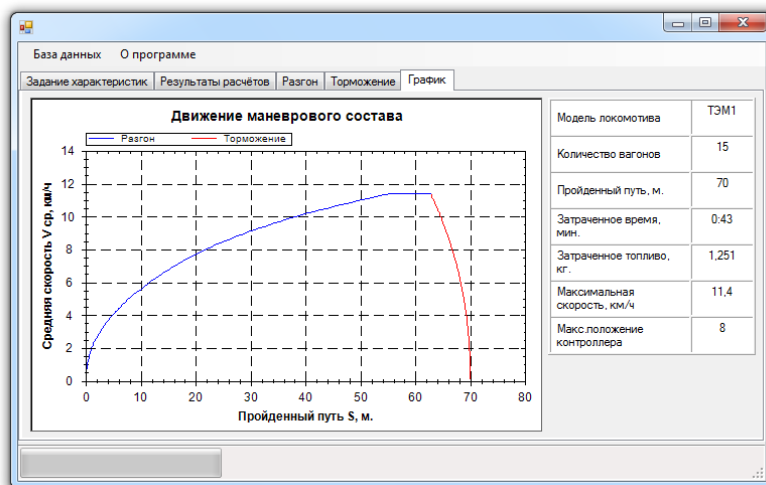 База данных О программе
Задание характеристик Результаты расчётов Разгон Торможение График
Движение маневрового состава
Разгон Торможение
Средняя скорость V ср, км/ч
14
12
10
8
6
4
2
0
0 10 20 30 40 50 60 70 80
Пройденный путь S, м.
Модель локомотива ТЭМ1
Количество вагонов 15
Пройденный путь, м. 70
Затраченное время, 0:43
мин.
Затраченное топливо, 1,251
кг.
Максимальная 11,4
скорость, км/ч
Макс.положение 8
контроллера